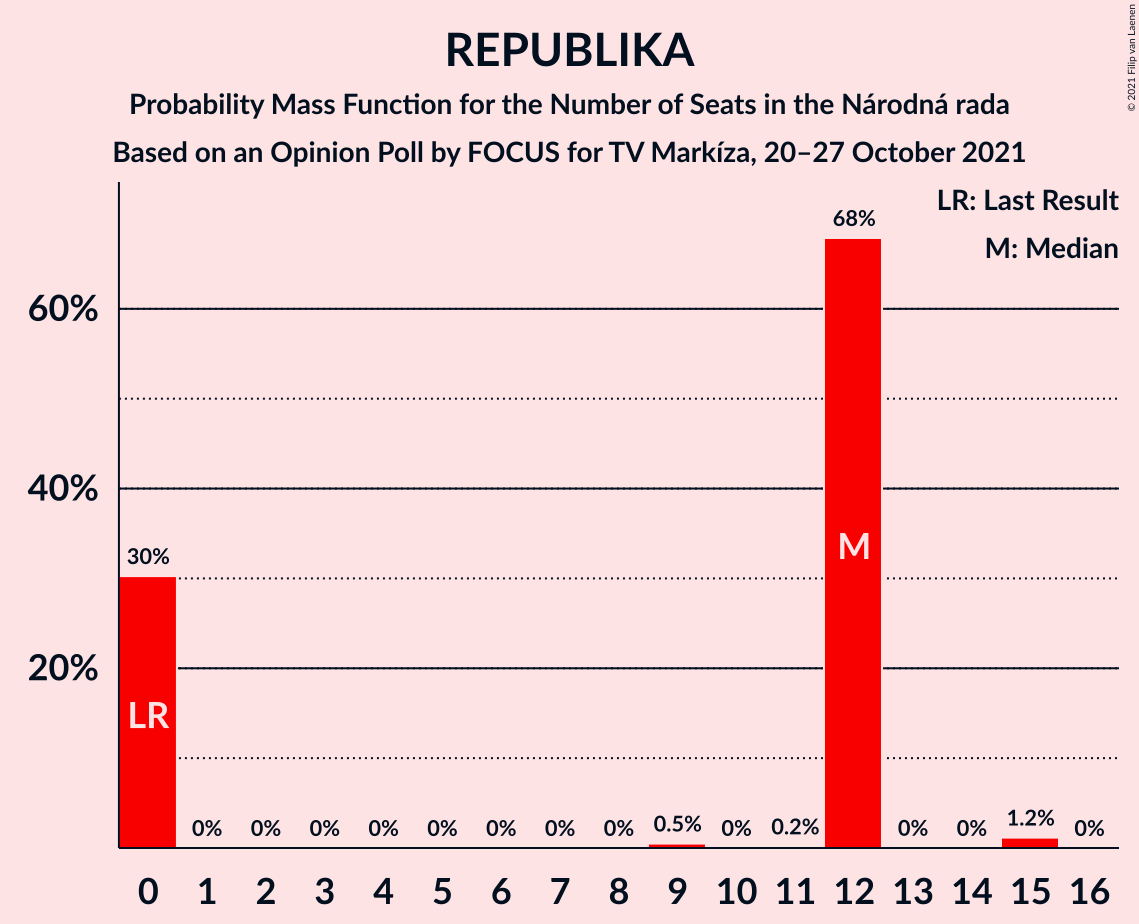 REPUBLIKA
Probability Mass Function for the Number of Seats in the Národná rada
Based on an Opinion Poll by FOCUS for TV Markíza, 20–27 October 2021
© 2021 Filip van Laenen
LR: Last Result
M: Median
68%
60%
40%
30%
M
20%
LR
0% 0% 0% 0% 0% 0% 0% 0% 0.5% 0% 0.2% 0% 0% 1.2% 0%
0 1 2 3 4 5 6 7 8 9 10 11 12 13 14 15 16